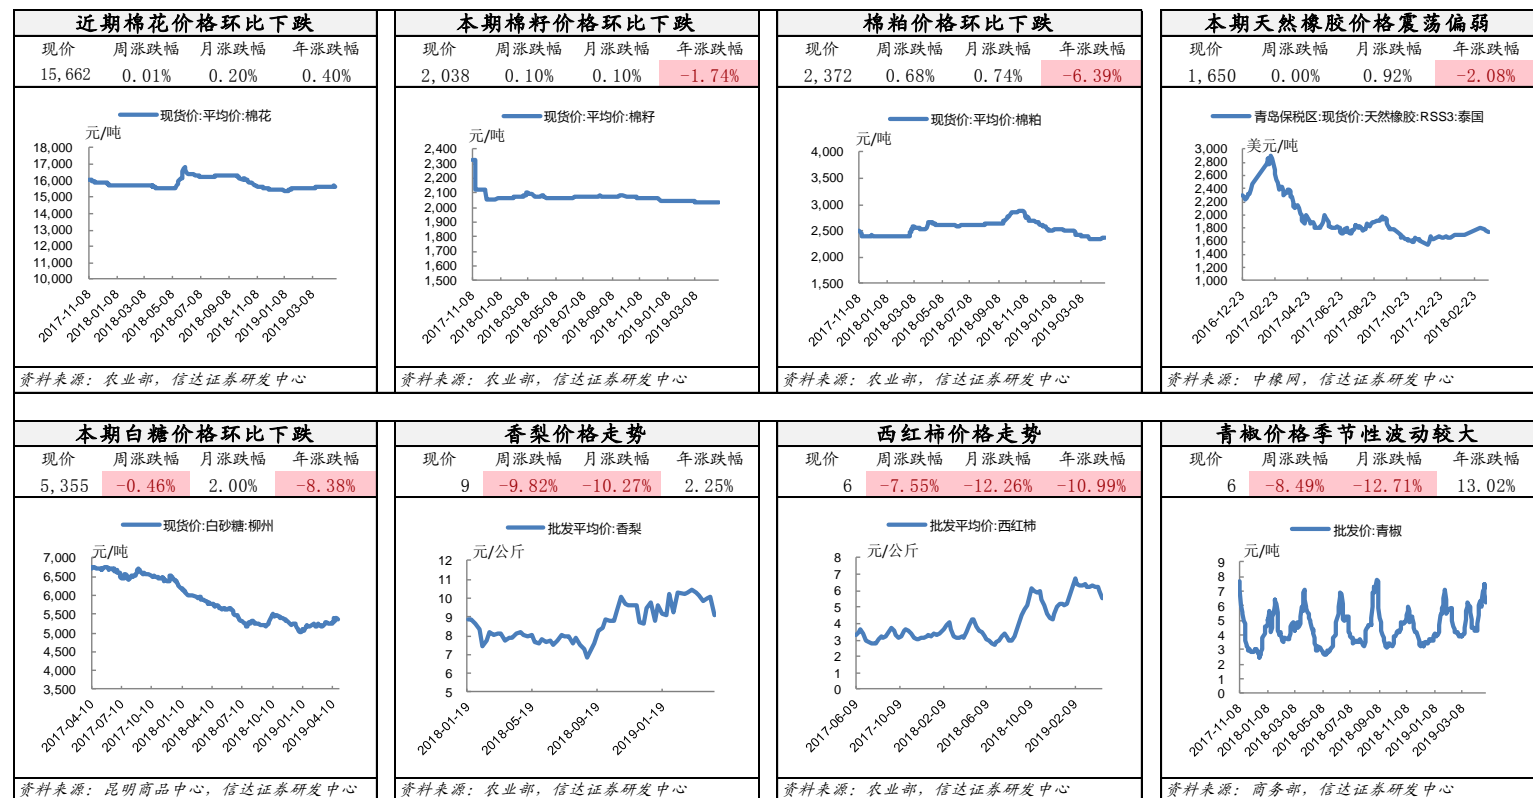 近期棉花价格环比下跌
现价 周涨跌幅 月涨跌幅 年涨跌幅
15,662 0.01% 0.20% 0.40%
现货价:平均价:棉花
元/吨
18,000
17,000
16,000
15,000
14,000
13,000
12,000
11,000
10,000
2017-11-08 2018-01-08 2018-03-08 2018-05-08 2018-07-08 2018-09-08 2018-11-08 2019-01-08 2019-03-08
资料来源：农业部，信达证券研发中心
本期棉籽价格环比下跌
现价 周涨跌幅 月涨跌幅 年涨跌幅
2,038 0.10% 0.10% -1.74%
现货价:平均价:棉籽
元/吨
2,400
2,300
2,200
2,100
2,000
1,900
1,800
1,700
1,600
1,500
2017-11-08 2018-01-08 2018-03-08 2018-05-08 2018-07-08 2018-09-08 2018-11-08 2019-01-08 2019-03-08
资料来源：农业部，信达证券研发中心
棉粕价格环比下跌
现价 周涨跌幅 月涨跌幅 年涨跌幅
2,372 0.68% 0.74% -6.39%
现货价:平均价:棉粕
元/吨
4,000
3,500
3,000
2,500
2,000
1,500
2017-11-08 2018-01-08 2018-03-08 2018-05-08 2018-07-08 2018-09-08 2018-11-08 2019-01-08 2019-03-08
资料来源：农业部，信达证券研发中心
本期天然橡胶价格震荡偏弱
现价 周涨跌幅 月涨跌幅 年涨跌幅
1,650 0.00% 0.92% -2.08%
青岛保税区:现货价:天然橡胶:RSS3:泰国
美元/吨
3,000
2,800
2,600
2,400
2,200
2,000
1,800
1,600
1,400
1,200
1,000
2016-12-23 2017-02-23 2017-04-23 2017-06-23 2017-08-23 2017-10-23 2017-12-23 2018-02-23
资料来源：中橡网，信达证券研发中心
本期白糖价格环比下跌
现价 周涨跌幅 月涨跌幅 年涨跌幅
5,355 -0.46% 2.00% -8.38%
现货价:白砂糖:柳州
元/吨
7,000
6,500
6,000
5,500
5,000
4,500
4,000
3,500
2017-04-10 2017-07-10 2017-10-10 2018-01-10 2018-04-10 2018-07-10 2018-10-10 2019-01-10 2019-04-10
资料来源：昆明商品中心，信达证券研发中心
香梨价格走势
现价 周涨跌幅 月涨跌幅 年涨跌幅
9 -9.82% -10.27% 2.25%
批发平均价:香梨
元/公斤
12
11
10
9
8
7
6
5
2018-01-19 2018-05-19 2018-09-19 2019-01-19
资料来源：农业部，信达证券研发中心
西红柿价格走势
现价 周涨跌幅 月涨跌幅 年涨跌幅
6 -7.55% -12.26% -10.99%
批发平均价:西红柿
元/公斤
8
7
6
5
4
3
2
1
0
2017-06-09 2017-10-09 2018-02-09 2018-06-09 2018-10-09 2019-02-09
资料来源：农业部，信达证券研发中心
青椒价格季节性波动较大
现价 周涨跌幅 月涨跌幅 年涨跌幅
6 -8.49% -12.71% 13.02%
批发价:青椒
元/吨
9
8
7
6
5
4
3
2
1
0
2017-11-08 2018-01-08 2018-03-08 2018-05-08 2018-07-08 2018-09-08 2018-11-08 2019-01-08 2019-03-08
资料来源：商务部，信达证券研发中心